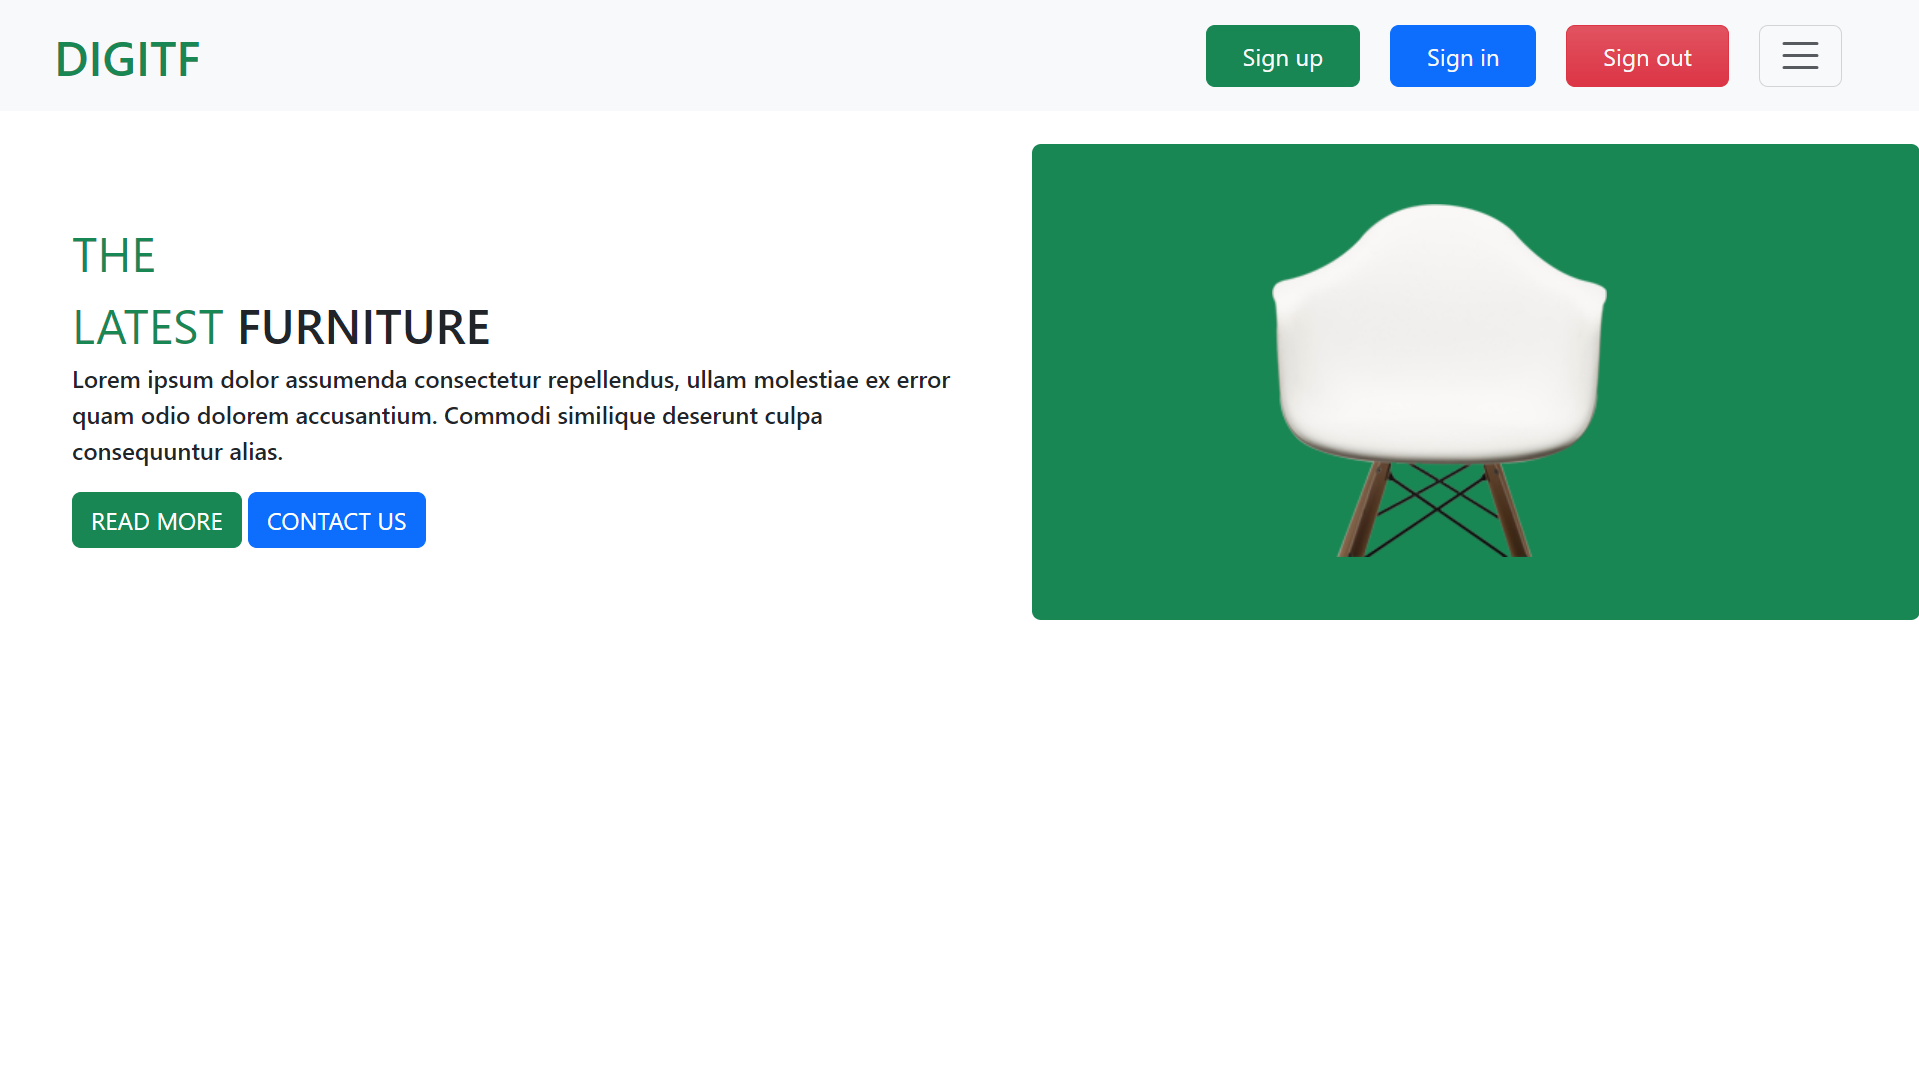 DIGITF
Sign up
Sign in
Sign out
THE
LATEST FURNITURE
Lorem ipsum dolor assumenda consectetur repellendus, ullam molestiae ex error
quam odio dolorem accusantium. Commodi similique deserunt culpa
consequuntur alias.
READ MORE
CONTACT US